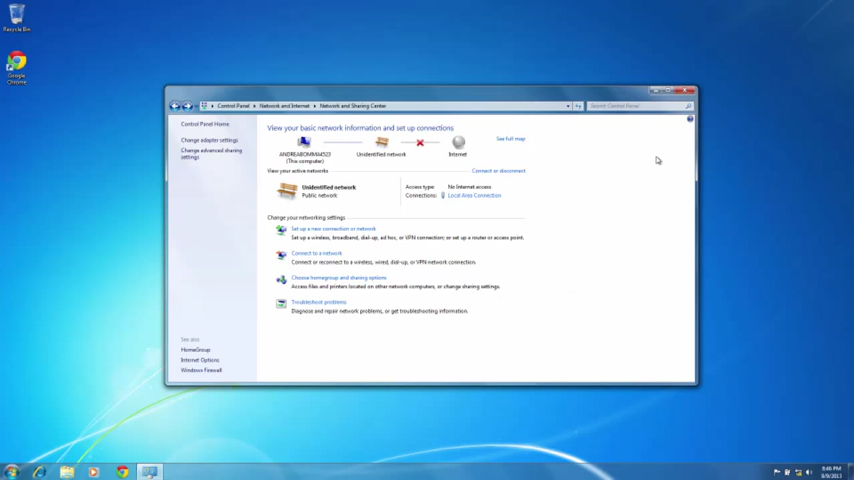 Recycle Bin
Google
Chrome
Control Panel
Network and Internet
Network and Sharing Center
Search Control Panel
Control Panel Home
Change adapter settings
Change advanced sharing
settings
View your basic network information and set up connections
See full map
(This computer)
Unidentified network
Internet
View your active networks
Connect or disconnect
Unidentified network
Public network
Access type:
No Internet access
Connections:
Local Area Connection
Change your networking settings
Set up a new connection or network
Set up a wireless, broadband, dial-up, ad hoc, or VPN connection; or set up a router or access point.
Connect to a network
Connect or reconnect to a wireless, wired, dial-up, or VPN network connection.
Choose homegroup and sharing options
Access files and printers located on other network computers, or change sharing settings.
Troubleshoot problems
Diagnose and repair network problems, or get troubleshooting information.
See also
HomeGroup
Internet Options
Windows Firewall
8:46 PM
8/9/2013